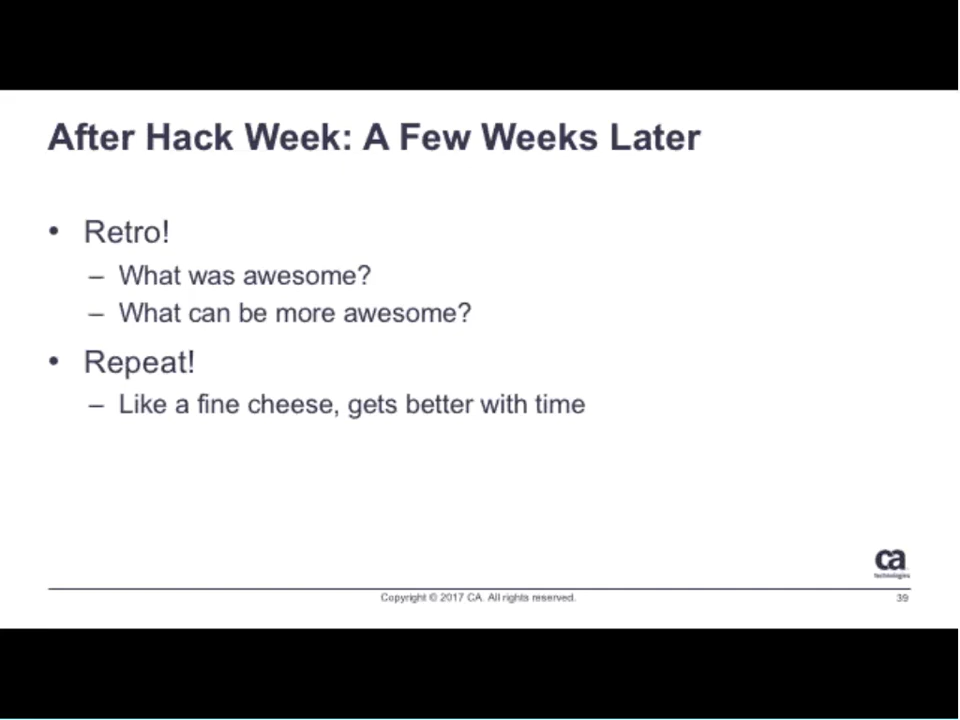 After Hack Week: A Few Weeks Later
• Retro!
– What was awesome?
– What can be more awesome?
• Repeat!
– Like a fine cheese, gets better with time
ca
technologies
Copyright © 2017 CA. All rights reserved.
39